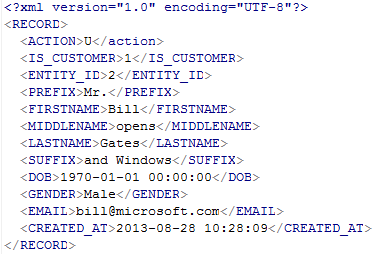 <?xml version="1.0" encoding="UTF-8"?>
<RECORD>
<ACTION>U</action>
<IS_CUSTOMER>1</IS_CUSTOMER>
<ENTITY_ID>2</ENTITY_ID>
<PREFIX>Mr.</PREFIX>
<FIRSTNAME>Bill</FIRSTNAME>
<MIDDLENAME>opens</MIDDLENAME>
<LASTNAME>Gates</LASTNAME>
<SUFFIX>and Windows</SUFFIX>
<DOB>1970-01-01 00:00:00</DOB>
<GENDER>Male</GENDER>
<EMAIL>bill@microsoft.com</EMAIL>
<CREATED_AT>2013-08-28 10:28:09</CREATED_AT>
</RECORD>